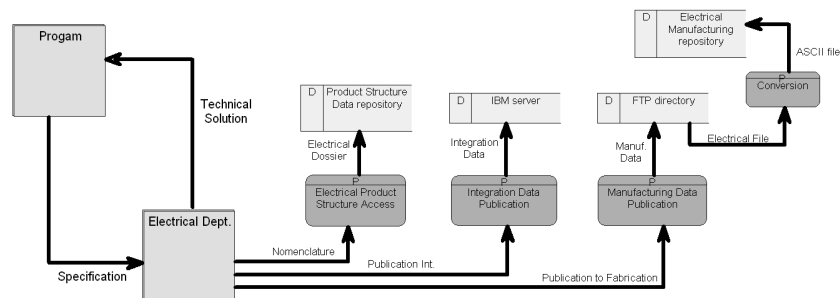 Progam
Technical
Solution
Specification
Electrical Dept.
D
Product Structure
Data repository
Electrical
Dossier
P
Electrical Product
Structure Access
Nomenclature
D
IBM server
Integration
Data
P
Integration Data
Publication
Publication Int.
D
FTP directory
Manuf.
Data
P
Manufacturing Data
Publication
Publication to Fabrication
D
Electrical
Manufacturing
repository
ASCII file
P
Conversion
Electrical File